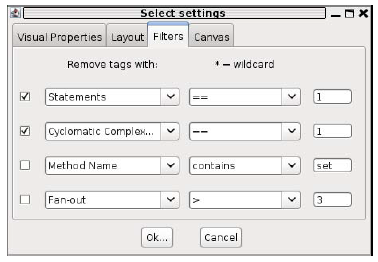 Select settings
Visual Properties Layout Filters Canvas
Remove tags with: * – wildcard
Statements == 1
Cyclomatic Complex... == 1
Method Name contains set
Fan-out > 3
Ok... Cancel